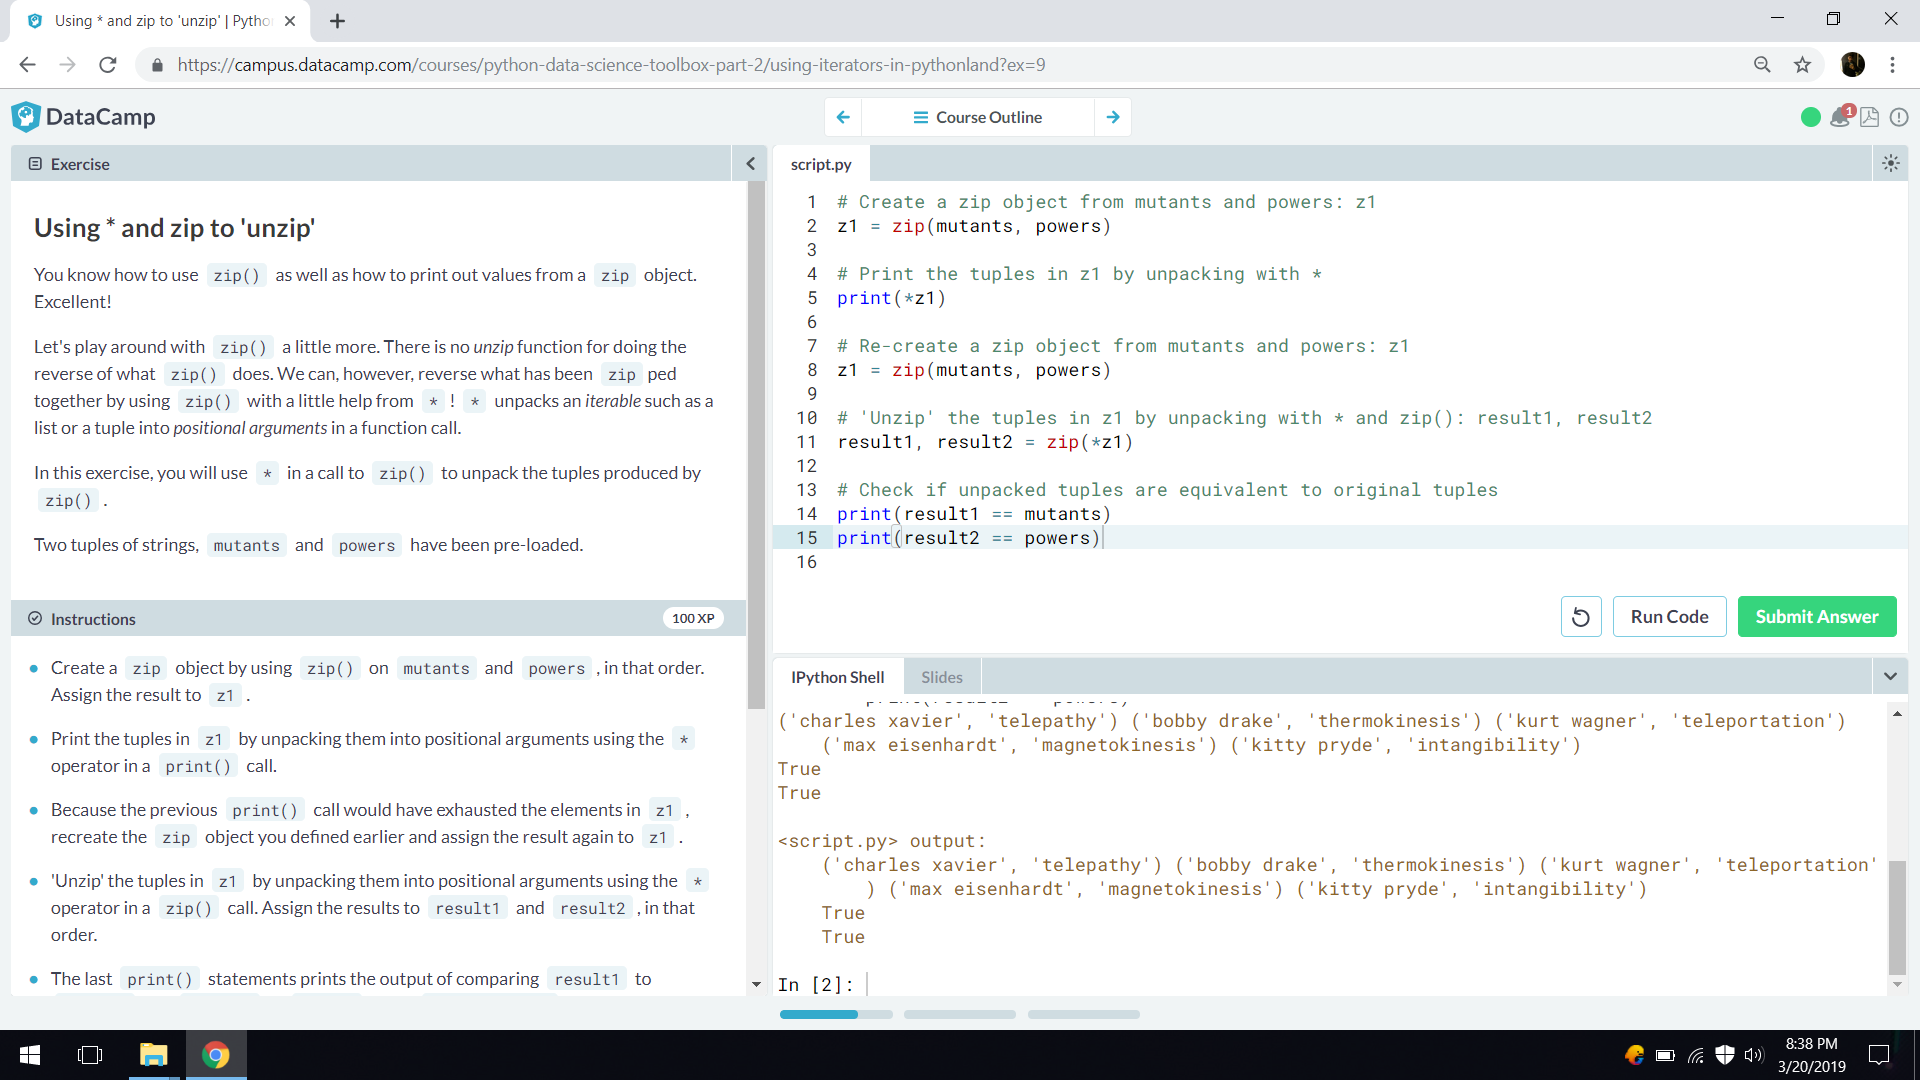 Using * and zip to 'unzip' | Pytho
https://campus.datacamp.com/courses/python-data-science-toolbox-part-2/using-iterators-in-pythonland?ex=9
DataCamp
Course Outline
1
Exercise
Using * and zip to 'unzip'
You know how to use zip() as well as how to print out values from a zip object.
Excellent!
Let's play around with zip() a little more. There is no unzip function for doing the
reverse of what zip() does. We can, however, reverse what has been zip ped
together by using zip() with a little help from * ! * unpacks an iterable such as a
list or a tuple into positional arguments in a function call.
In this exercise, you will use * in a call to zip() to unpack the tuples produced by
zip() .
Two tuples of strings, mutants and powers have been pre-loaded.
Instructions
100 XP
Create a zip object by using zip() on mutants and powers , in that order.
Assign the result to z1 .
Print the tuples in z1 by unpacking them into positional arguments using the *
operator in a print() call.
Because the previous print() call would have exhausted the elements in z1 ,
recreate the zip object you defined earlier and assign the result again to z1 .
'Unzip' the tuples in z1 by unpacking them into positional arguments using the *
operator in a zip() call. Assign the results to result1 and result2 , in that
order.
The last print() statements prints the output of comparing result1 to
script.py
1 # Create a zip object from mutants and powers: z1
2 z1 = zip(mutants, powers)
3
4 # Print the tuples in z1 by unpacking with *
5 print(*z1)
6
7 # Re-create a zip object from mutants and powers: z1
8 z1 = zip(mutants, powers)
9
10 # 'Unzip' the tuples in z1 by unpacking with * and zip(): result1, result2
11 result1, result2 = zip(*z1)
12
13 # Check if unpacked tuples are equivalent to original tuples
14 print(result1 == mutants)
15 print(result2 == powers)
16
Run Code
Submit Answer
IPython Shell
Slides
('charles xavier', 'telepathy') ('bobby drake', 'thermokinesis') ('kurt wagner', 'teleportation')
('max eisenhardt', 'magnetokinesis') ('kitty pryde', 'intangibility')
True
True
<script.py> output:
('charles xavier', 'telepathy') ('bobby drake', 'thermokinesis') ('kurt wagner', 'teleportation'
) ('max eisenhardt', 'magnetokinesis') ('kitty pryde', 'intangibility')
True
True
In [2]:
8:38 PM
3/20/2019